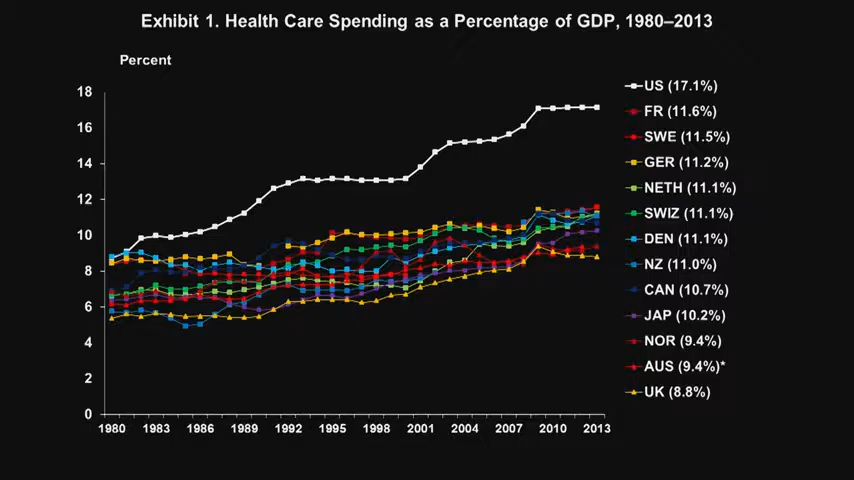 Exhibit 1. Health Care Spending as a Percentage of GDP, 1980–2013
Percent
18
16
14
12
10
8
6
4
2
0
1980 1983 1986 1989 1992 1995 1998 2001 2004 2007 2010 2013
US (17.1%)
FR (11.6%)
SWE (11.5%)
GER (11.2%)
NETH (11.1%)
SWIZ (11.1%)
DEN (11.1%)
NZ (11.0%)
CAN (10.7%)
JAP (10.2%)
NOR (9.4%)
AUS (9.4%)*
UK (8.8%)